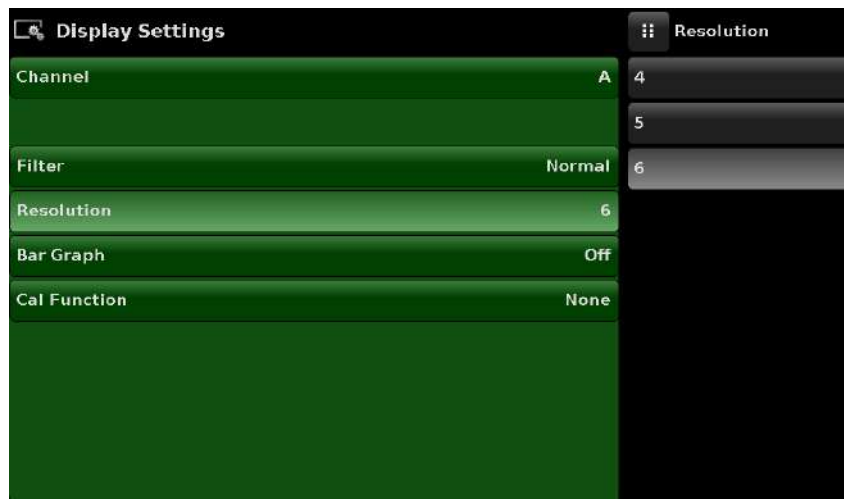 Display Settings
Channel A
Filter Normal
Resolution 6
Bar Graph Off
Cal Function None
Resolution
4
5
6